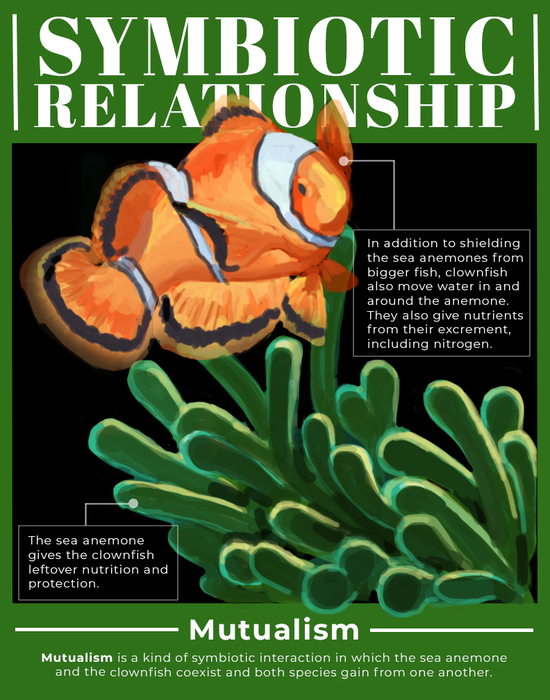 SYMBIOTIC
RELATIONSHIP
In addition to shielding
the sea anemones from
bigger fish, clownfish
also move water in and
around the anemone.
They also give nutrients
from their excrement,
including nitrogen.
The sea anemone
gives the clownfish
leftover nutrition and
protection.
Mutualism
Mutualism is a kind of symbiotic interaction in which the sea anemone
and the clownfish coexist and both species gain from one another.